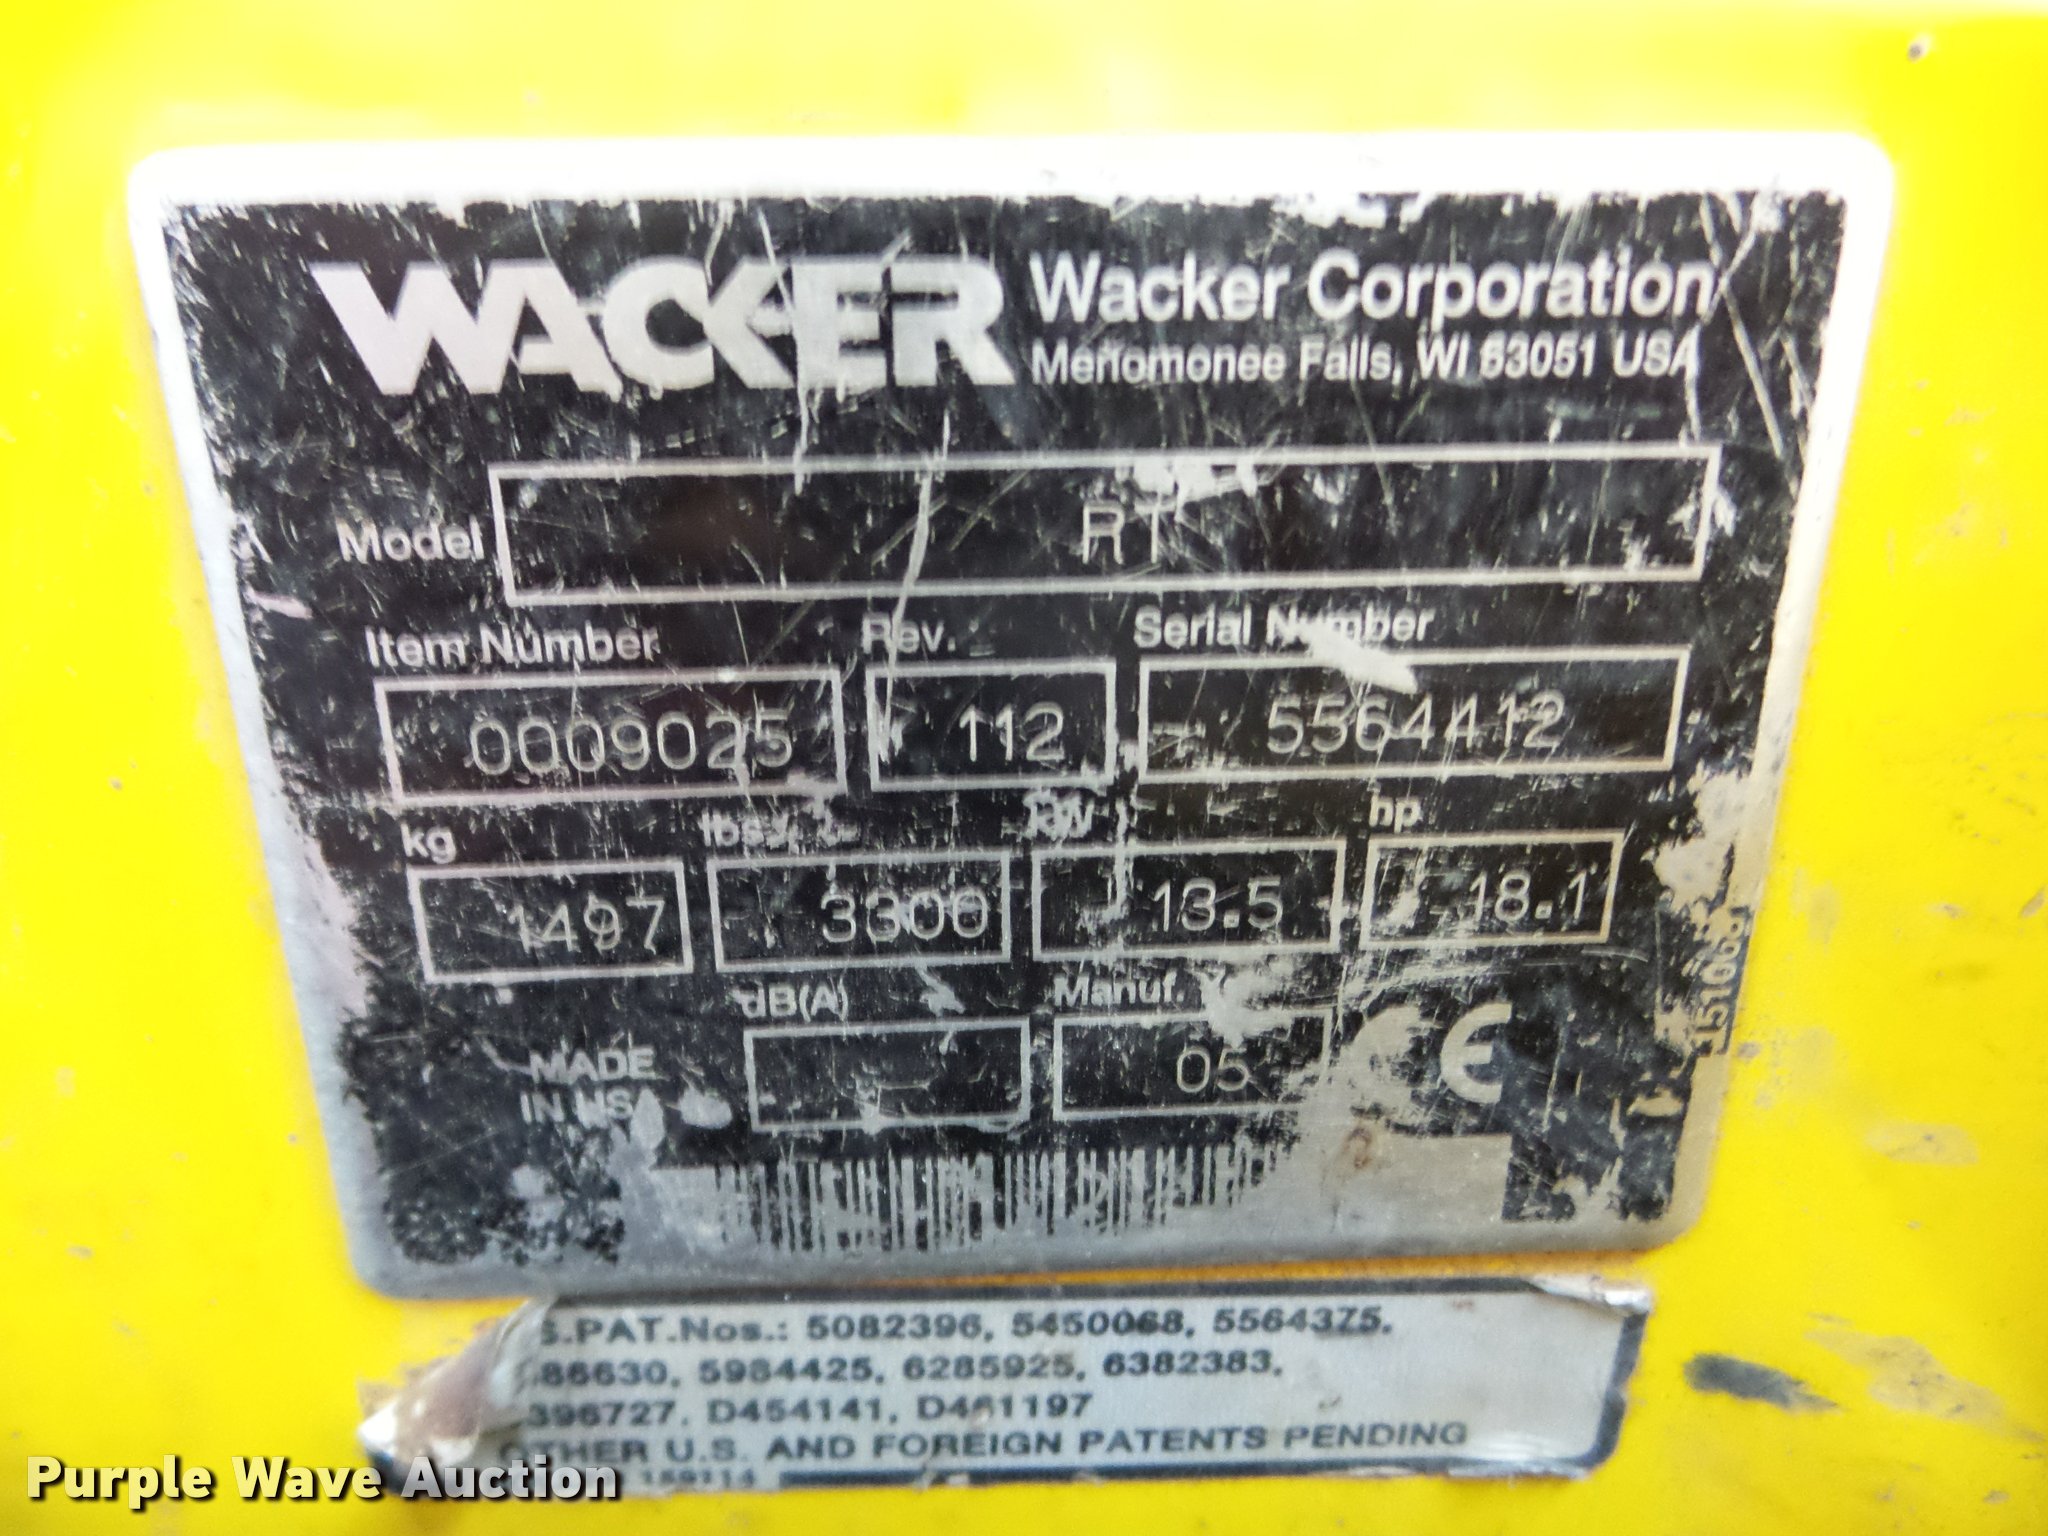 WACKER
Wacker Corporation
Menomonee Falls, WI 53051 USA
Model RT
Item Number Rev. Serial Number
0009025 112 5564412
kg lbs. kW hp
1497 3300 13.5 18.1
dB(A) Manuf.
MADE
IN USA
05
CE
PAT.Nos.: 5082396, 5450068, 5564375,
5984425, 6285925, 6382383,
D454141, D461197
OTHER U.S. AND FOREIGN PATENTS PENDING
Purple Wave Auction